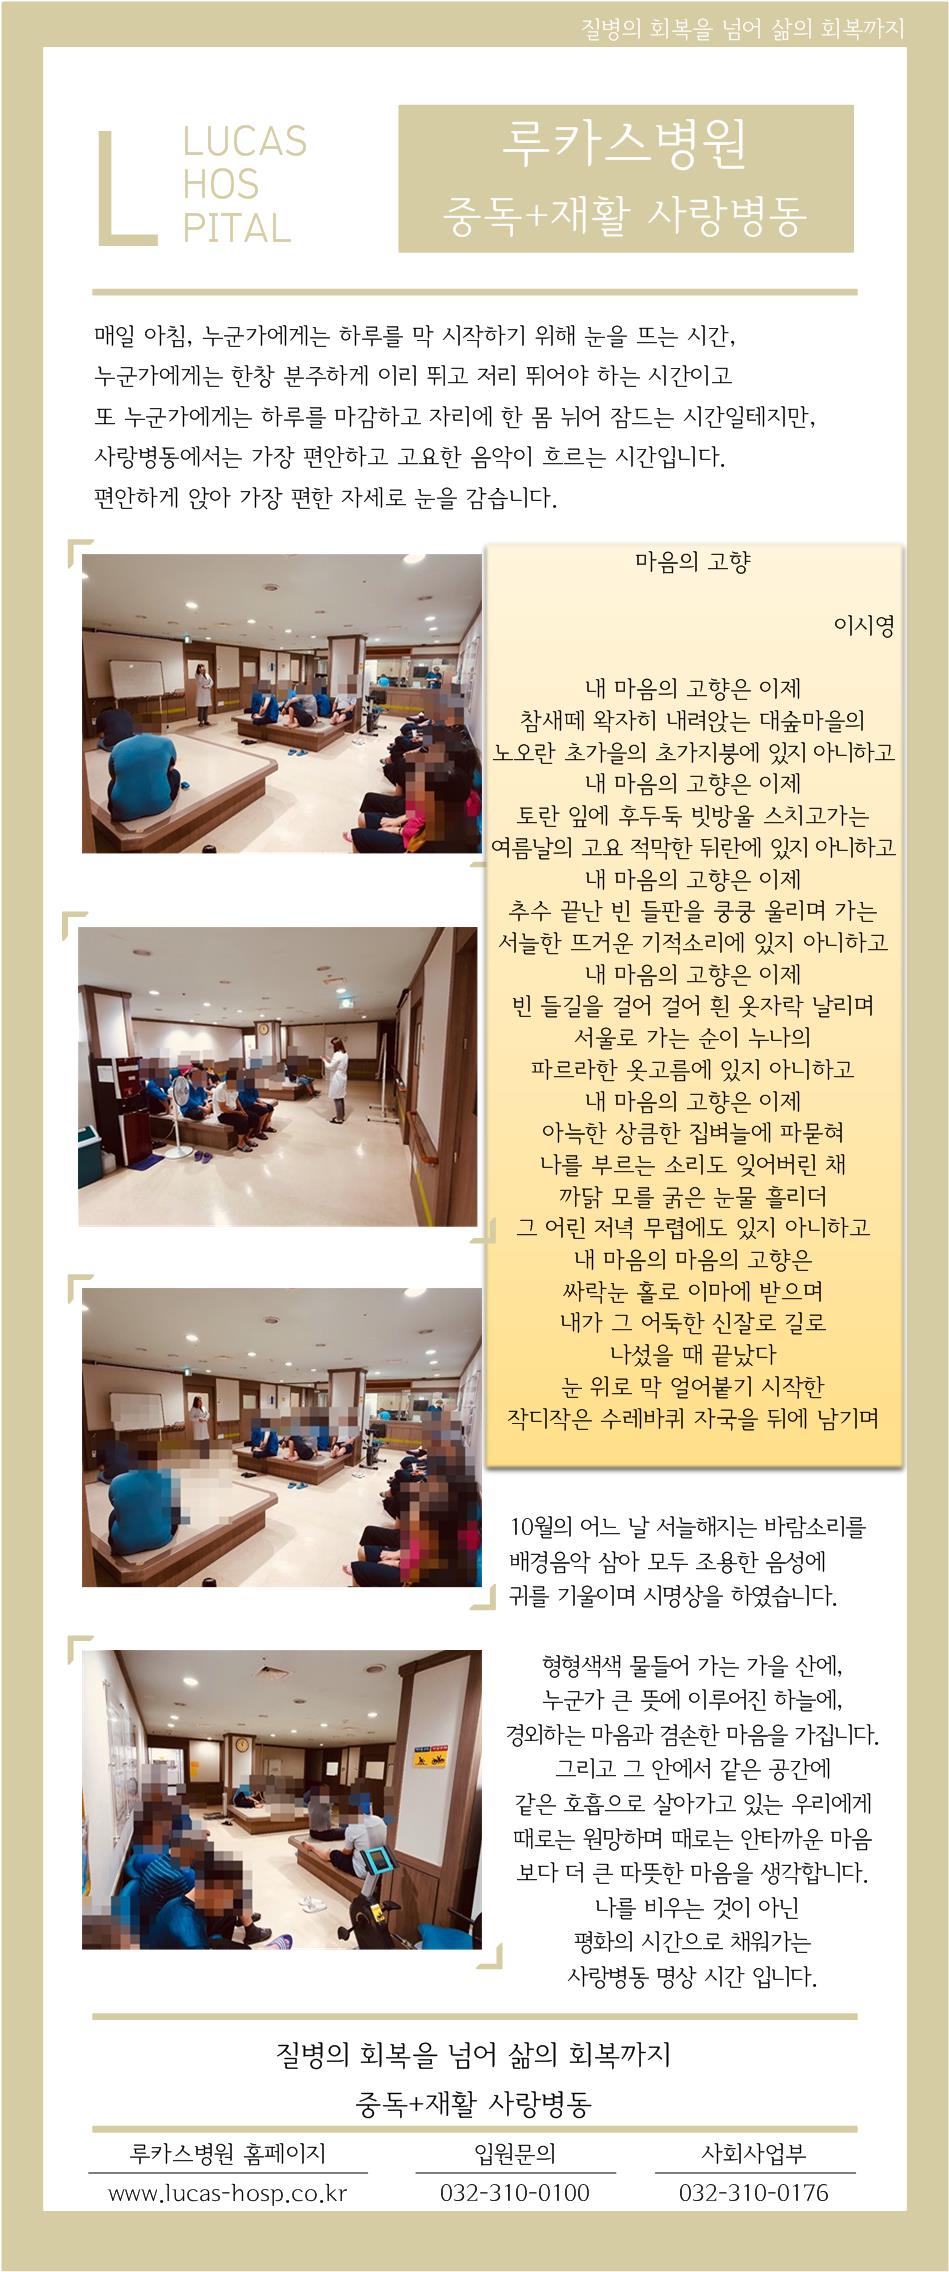 질병의 회복을 넘어 삶의 회복까지
LUCAS
HOS
PITAL
루카스병원
중독+재활 사랑병동
매일 아침, 누군가에게는 하루를 막 시작하기 위해 눈을 뜨는 시간,
누군가에게는 한창 분주하게 이리 뛰고 저리 뛰어야 하는 시간이고
또 누군가에게는 하루를 마감하고 자리에 한 몸 뉘어 잠드는 시간일테지만,
사랑병동에서는 가장 편안하고 고요한 음악이 흐르는 시간입니다.
편안하게 앉아 가장 편한 자세로 눈을 감습니다.
마음의 고향
이시영
내 마음의 고향은 이제
참새떼 왁자히 내려앉는 대숲마을의
노오란 초가을의 초가지붕에 있지 아니하고
내 마음의 고향은 이제
토란 잎에 후두둑 빗방울 스치고가는
여름날의 고요 적막한 뒤란에 있지 아니하고
내 마음의 고향은 이제
추수 끝난 빈 들판을 쿵쿵 울리며 가는
서늘한 뜨거운 기적소리에 있지 아니하고
내 마음의 고향은 이제
빈 들길을 걸어 걸어 흰 옷자락 날리며
서울로 가는 순이 누나의
파르라한 옷고름에 있지 아니하고
내 마음의 고향은 이제
아늑한 상큼한 집벼늘에 파묻혀
나를 부르는 소리도 잊어버린 채
까닭 모를 굵은 눈물 흘리더
그 어린 저녁 무렵에도 있지 아니하고
내 마음의 마음의 고향은
싸락눈 홀로 이마에 받으며
내가 그 어둑한 신잘로 길로
나섰을 때 끝났다
눈 위로 막 얼어붙기 시작한
작디작은 수레바퀴 자국을 뒤에 남기며
10월의 어느 날 서늘해지는 바람소리를
배경음악 삼아 모두 조용한 음성에
귀를 기울이며 시명상을 하였습니다.
형형색색 물들어 가는 가을 산에,
누군가 큰 뜻에 이루어진 하늘에,
경외하는 마음과 겸손한 마음을 가집니다.
그리고 그 안에서 같은 공간에
같은 호흡으로 살아가고 있는 우리에게
때로는 원망하며 때로는 안타까운 마음
보다 더 큰 따뜻한 마음을 생각합니다.
나를 비우는 것이 아닌
평화의 시간으로 채워가는
사랑병동 명상 시간 입니다.
질병의 회복을 넘어 삶의 회복까지
중독+재활 사랑병동
루카스병원 홈페이지
www.lucas-hosp.co.kr
입원문의
032-310-0100
사회사업부
032-310-0176